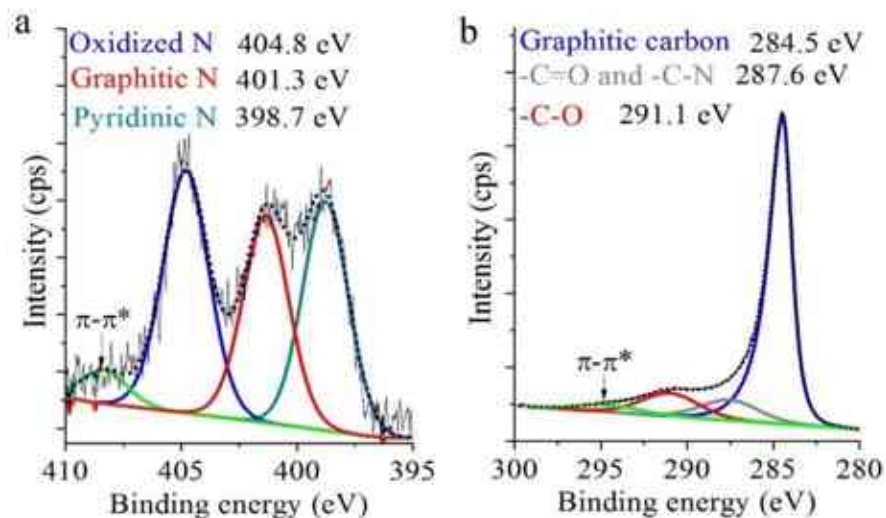 a
Oxidized N 404.8 eV
Graphitic N 401.3 eV
Pyridinic N 398.7 eV
π-π*
Intensity (cps)
410 405 400 395
Binding energy (eV)
b
Graphitic carbon 284.5 eV
-C=O and -C-N 287.6 eV
-C-O 291.1 eV
π-π*
Intensity (cps)
300 295 290 285 280
Binding energy (eV)